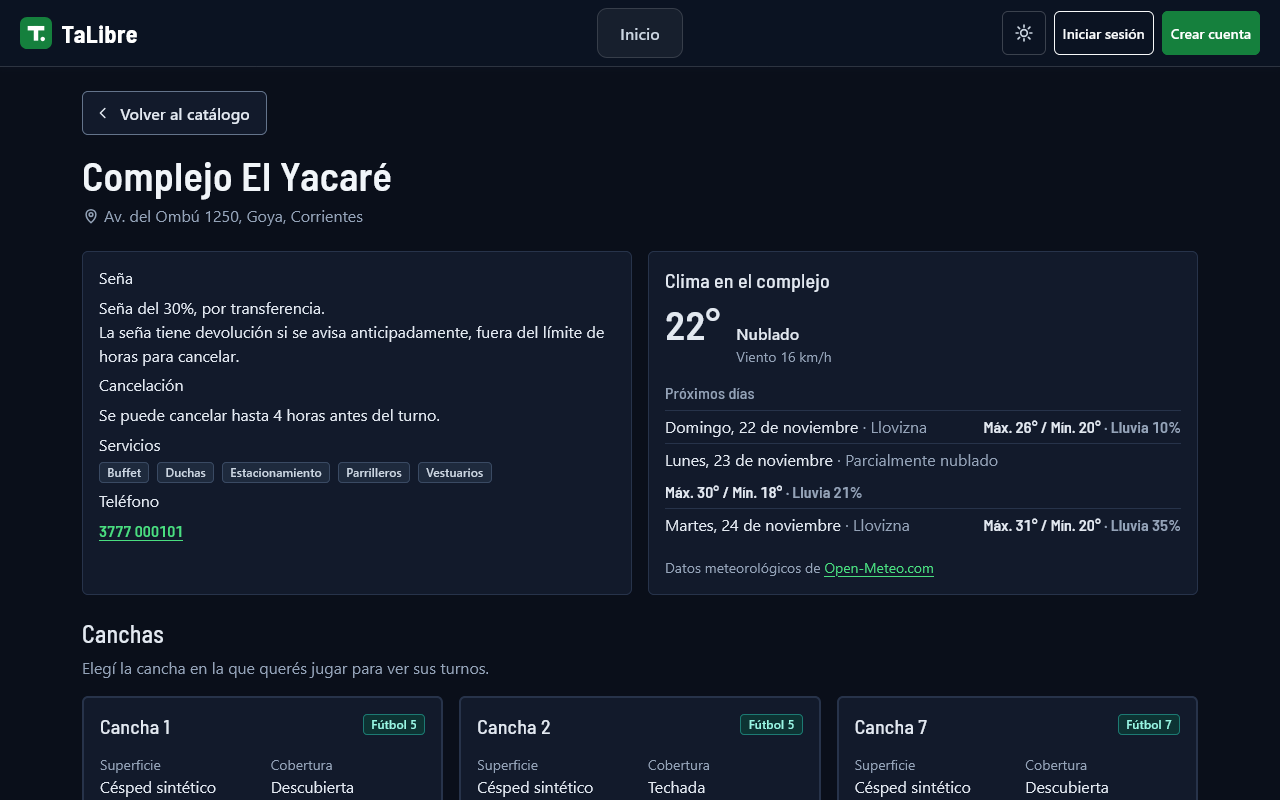 T. TaLibre
Inicio
Iniciar sesión
Crear cuenta
Volver al catálogo
Complejo El Yacaré
Av. del Ombú 1250, Goya, Corrientes
Seña
Seña del 30%, por transferencia.
La seña tiene devolución si se avisa anticipadamente, fuera del límite de
horas para cancelar.
Cancelación
Se puede cancelar hasta 4 horas antes del turno.
Servicios
Buffet Duchas Estacionamiento Parrilleros Vestuarios
Teléfono
3777 000101
Clima en el complejo
22° Nublado
Viento 16 km/h
Próximos días
Domingo, 22 de noviembre · Llovizna Máx. 26° / Mín. 20° · Lluvia 10%
Lunes, 23 de noviembre · Parcialmente nublado
Máx. 30° / Mín. 18° · Lluvia 21%
Martes, 24 de noviembre · Llovizna Máx. 31° / Mín. 20° · Lluvia 35%
Datos meteorológicos de Open-Meteo.com
Canchas
Elegí la cancha en la que querés jugar para ver sus turnos.
Cancha 1 Fútbol 5
Superficie Cobertura
Césped sintético Descubierta
Cancha 2 Fútbol 5
Superficie Cobertura
Césped sintético Techada
Cancha 7 Fútbol 7
Superficie Cobertura
Césped sintético Descubierta